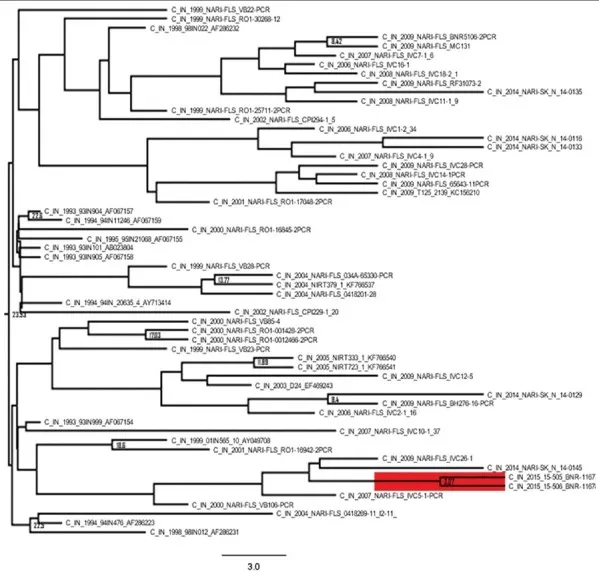 C_IN_1999_NARI-FLS_VB22-PCR
C_IN_1999_NARI-FLS_RO1-30268-12
C_IN_1998_98IN022_AF286232
C_IN_2009_NARI-FLS_BNR5106-2PCR
0.42
C_IN_2009_NARI-FLS_MC131
C_IN_2007_NARI-FLS_IVC7-1_6
C_IN_2006_NARI-FLS_IVC16-1
C_IN_2008_NARI-FLS_IVC18-2_1
C_IN_2009_NARI-FLS_RF31073-2
C_IN_2014_NARI-SK_N_14-0135
C_IN_2008_NARI-FLS_IVC11-1_9
C_IN_1999_NARI-FLS_RO1-25711-2PCR
C_IN_2002_NARI-FLS_CPI294-1_5
C_IN_2006_NARI-FLS_IVC1-2_34
C_IN_2014_NARI-SK_N_14-0116
C_IN_2014_NARI-SK_N_14-0133
C_IN_2007_NARI-FLS_IVC4-1_9
C_IN_2009_NARI-FLS_IVC28-PCR
C_IN_2008_NARI-FLS_IVC14-1PCR
C_IN_2009_NARI-FLS_65643-11PCR
C_IN_2009_T125_2139_KC156210
C_IN_2001_NARI-FLS_RO1-17048-2PCR
C_IN_1993_93IN904_AF067157
C_IN_1994_94IN11246_AF067159
C_IN_2000_NARI-FLS_RO1-16845-2PCR
C_IN_1995_95IN21068_AF067155
C_IN_1993_93IN101_AB023804
C_IN_1993_93IN905_AF067158
C_IN_1999_NARI-FLS_VB28-PCR
C_IN_2004_NARI-FLS_034A-65330-PCR
C_IN_2004_NIRT379_1_KF766537
C_IN_2004_NARI-FLS_0418201-28
C_IN_1994_94IN_20635_4_AY713414
C_IN_2002_NARI-FLS_CPI229-1_20
C_IN_2000_NARI-FLS_VB85-4
C_IN_2000_NARI-FLS_RO1-001428-2PCR
C_IN_2000_NARI-FLS_RO1-0012466-2PCR
C_IN_1999_NARI-FLS_VB23-PCR
C_IN_2005_NIRT333_1_KF766540
C_IN_2005_NIRT723_1_KF766541
C_IN_2009_NARI-FLS_IVC12-5
C_IN_2003_D24_EF469243
C_IN_2014_NARI-SK_N_14-0129
8.4
C_IN_2009_NARI-FLS_BH276-16-PCR
C_IN_2006_NARI-FLS_IVC2-1_16
C_IN_1993_93IN999_AF067154
C_IN_2007_NARI-FLS_IVC10-1_37
C_IN_1999_01IN565_10_AY049708
18.6
C_IN_2001_NARI-FLS_RO1-16942-2PCR
C_IN_2009_NARI-FLS_IVC26-1
C_IN_2014_NARI-SK_N_14-0145
C_IN_2015_15-505_BNR-1167
C_IN_2015_15-506_BNR-1167
C_IN_2007_NARI-FLS_IVC5-1-PCR
C_IN_2000_NARI-FLS_VB106-PCR
C_IN_2004_NARI-FLS_0418269-11_I2-11_
C_IN_1994_94IN476_AF286223
C_IN_1998_98IN012_AF286231
3.0